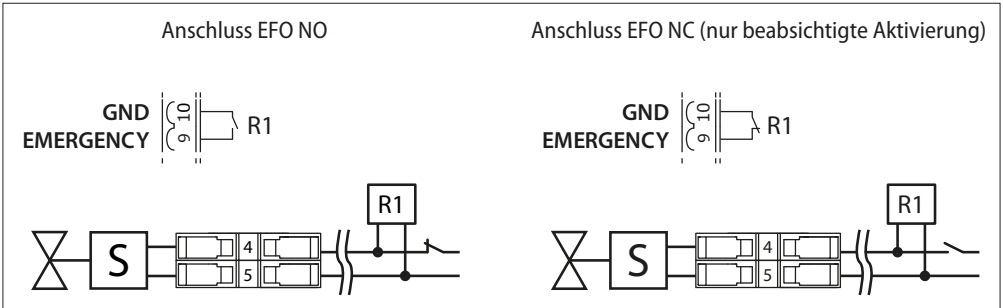 Anschluss EFO NO
GND
EMERGENCY
10
9
R1
R1
S
4
5
Anschluss EFO NC (nur beabsichtigte Aktivierung)
GND
EMERGENCY
10
9
R1
R1
S
4
5